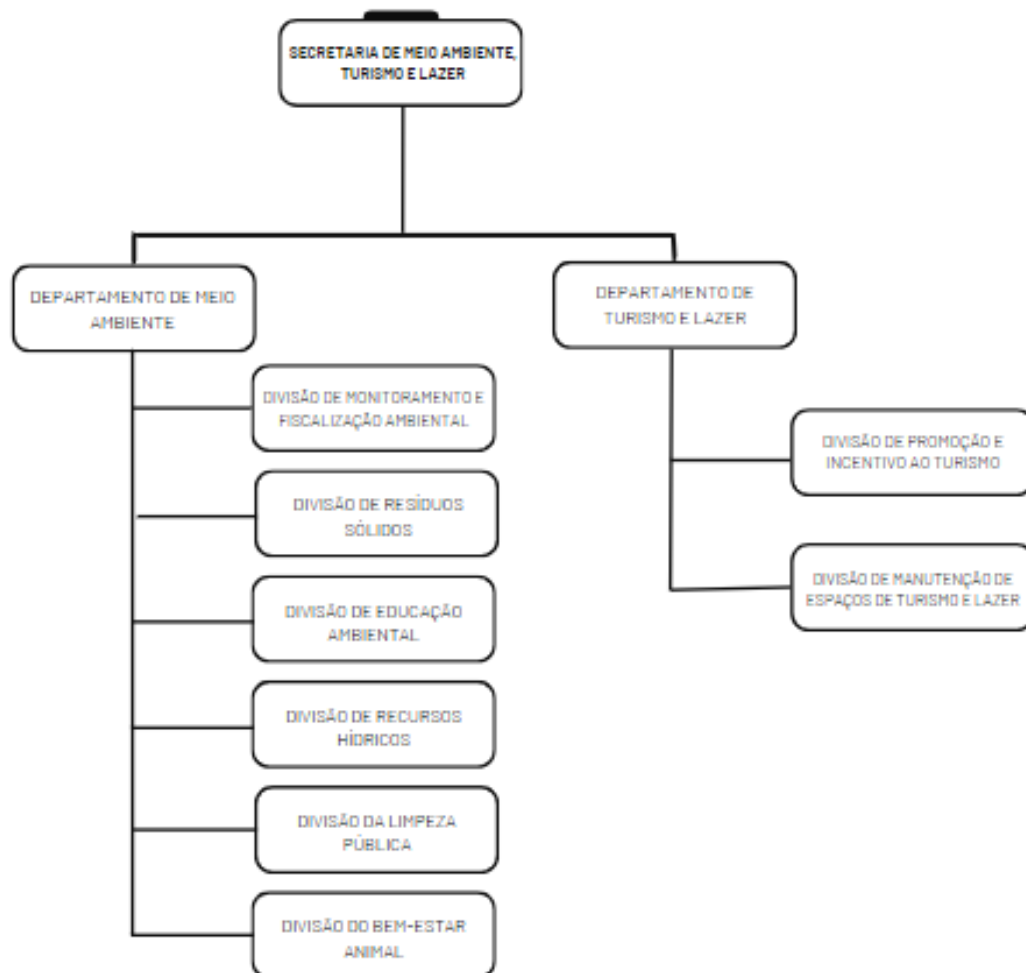 SECRETARIA DE MEIO AMBIENTE,
TURISMO E LAZER
DEPARTAMENTO DE MEIO
AMBIENTE
DIVISÃO DE MONITORAMENTO E
FISCALIZAÇÃO AMBIENTAL
DIVISÃO DE RESÍDUOS
SÓLIDOS
DIVISÃO DE EDUCAÇÃO
AMBIENTAL
DIVISÃO DE RECURSOS
HÍDRICOS
DIVISÃO DA LIMPEZA
PÚBLICA
DIVISÃO DO BEM-ESTAR
ANIMAL
DEPARTAMENTO DE
TURISMO E LAZER
DIVISÃO DE PROMOÇÃO E
INCENTIVO AO TURISMO
DIVISÃO DE MANUTENÇÃO DE
ESPAÇOS DE TURISMO E LAZER